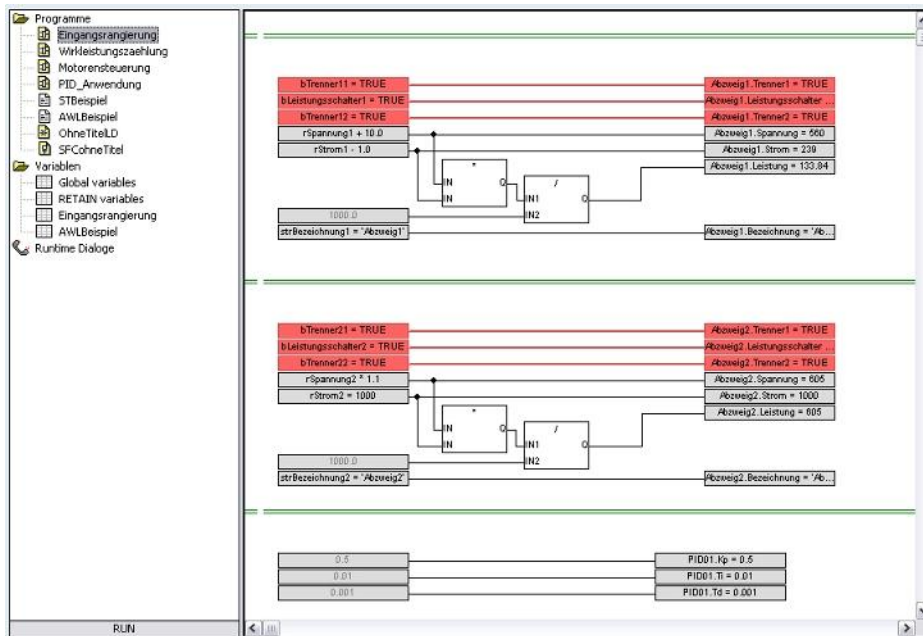 Programme
Eingangsrangierung
Wirkleistungszaehlung
Motorensteuerung
PID_Anwendung
STBeispiel
AWLBeispiel
OhneTitelLD
SFCohneTitel
Variablen
Global variables
RETAIN variables
Eingangsrangierung
AWLBeispiel
Runtime Dialoge
RUN
bTrenner11 = TRUE Abzweig1.Trenner1 = TRUE
bLeistungsschalter1 = TRUE Abzweig1.Leistungsschalter ...
bTrenner12 = TRUE Abzweig1.Trenner2 = TRUE
rSpannung1 + 10.0 Abzweig1.Spannung = 560
rStrom1 - 1.0 Abzweig1.Strom = 239
Abzweig1.Leistung = 133.84
* /
IN Q IN1 Q
IN IN2
1000.0
strBezeichnung1 = 'Abzweig1' Abzweig1.Bezeichnung = 'Ab...
bTrenner21 = TRUE Abzweig2.Trenner1 = TRUE
bLeistungsschalter2 = TRUE Abzweig2.Leistungsschalter ...
bTrenner22 = TRUE Abzweig2.Trenner2 = TRUE
rSpannung2 * 1.1 Abzweig2.Spannung = 605
rStrom2 = 1000 Abzweig2.Strom = 1000
Abzweig2.Leistung = 605
* /
IN Q IN1 Q
IN IN2
1000.0
strBezeichnung2 = 'Abzweig2' Abzweig2.Bezeichnung = 'Ab...
0.5 PID01.Kp = 0.5
0.01 PID01.Ti = 0.01
0.001 PID01.Td = 0.001